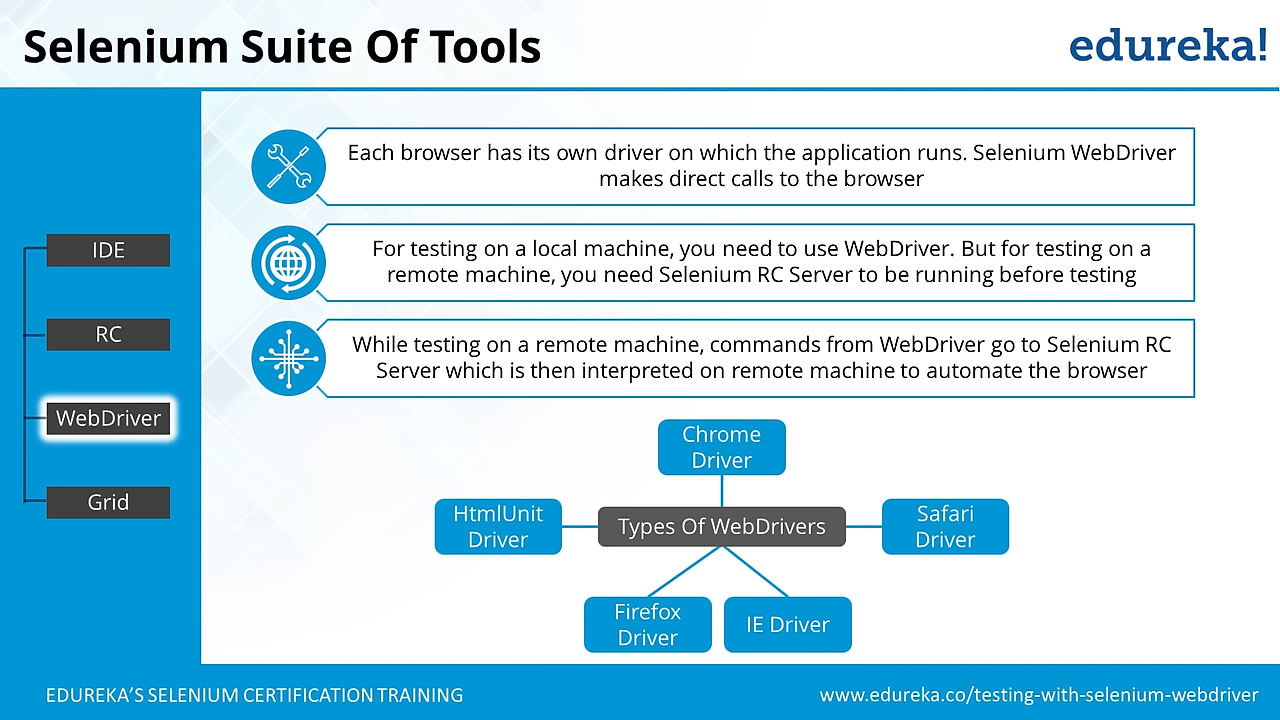 Selenium Suite Of Tools
edureka!
IDE
RC
WebDriver
Grid
Each browser has its own driver on which the application runs. Selenium WebDriver
makes direct calls to the browser
For testing on a local machine, you need to use WebDriver. But for testing on a
remote machine, you need Selenium RC Server to be running before testing
While testing on a remote machine, commands from WebDriver go to Selenium RC
Server which is then interpreted on remote machine to automate the browser
Chrome
Driver
HtmlUnit
Driver
Types Of WebDrivers
Safari
Driver
Firefox
Driver
IE Driver
EDUREKA’S SELENIUM CERTIFICATION TRAINING
www.edureka.co/testing-with-selenium-webdriver